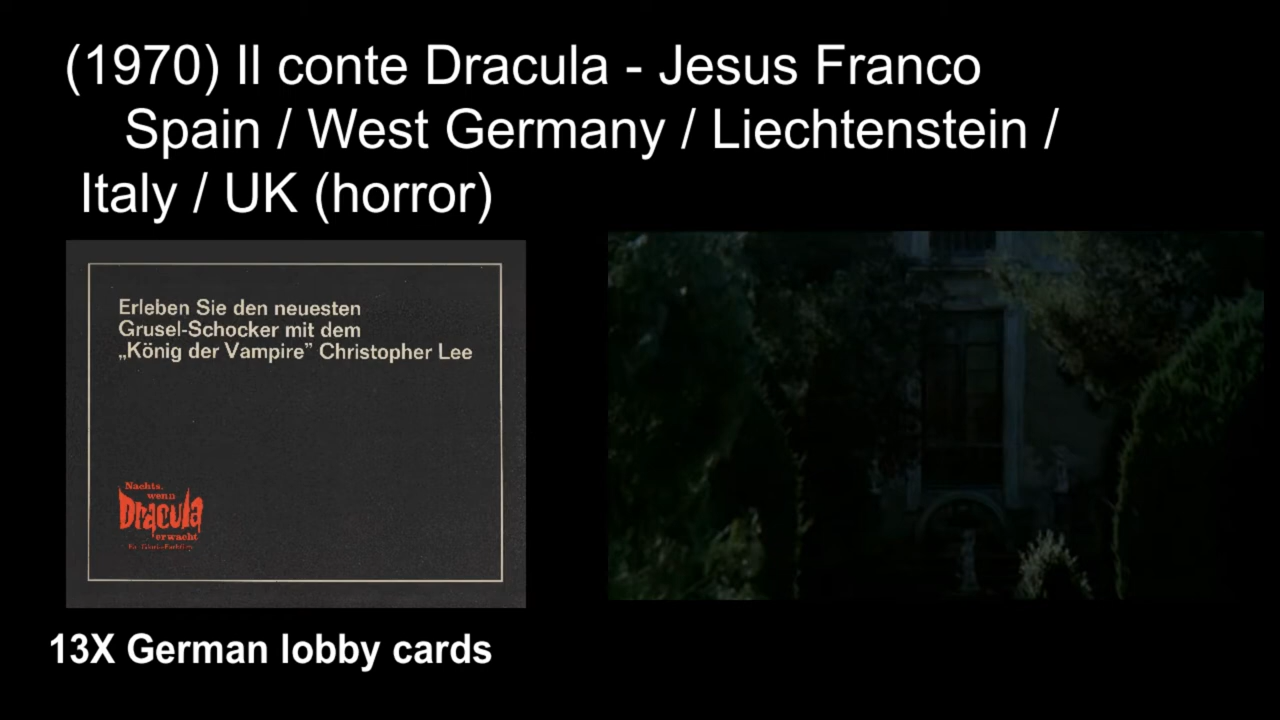 (1970) Il conte Dracula - Jesus Franco
Spain / West Germany / Liechtenstein /
Italy / UK (horror)
Erleben Sie den neuesten
Grusel-Schocker mit dem
„König der Vampire” Christopher Lee
Nachts,
wenn
Dracula
erwacht
13X German lobby cards